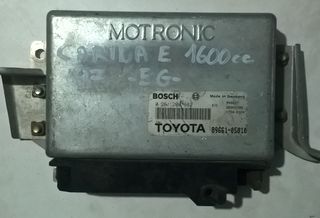 MOTRONIC
CARINA E 1600cc
97 -EG-
BOSCH
Made in Germany
TOYOTA
89661-05010